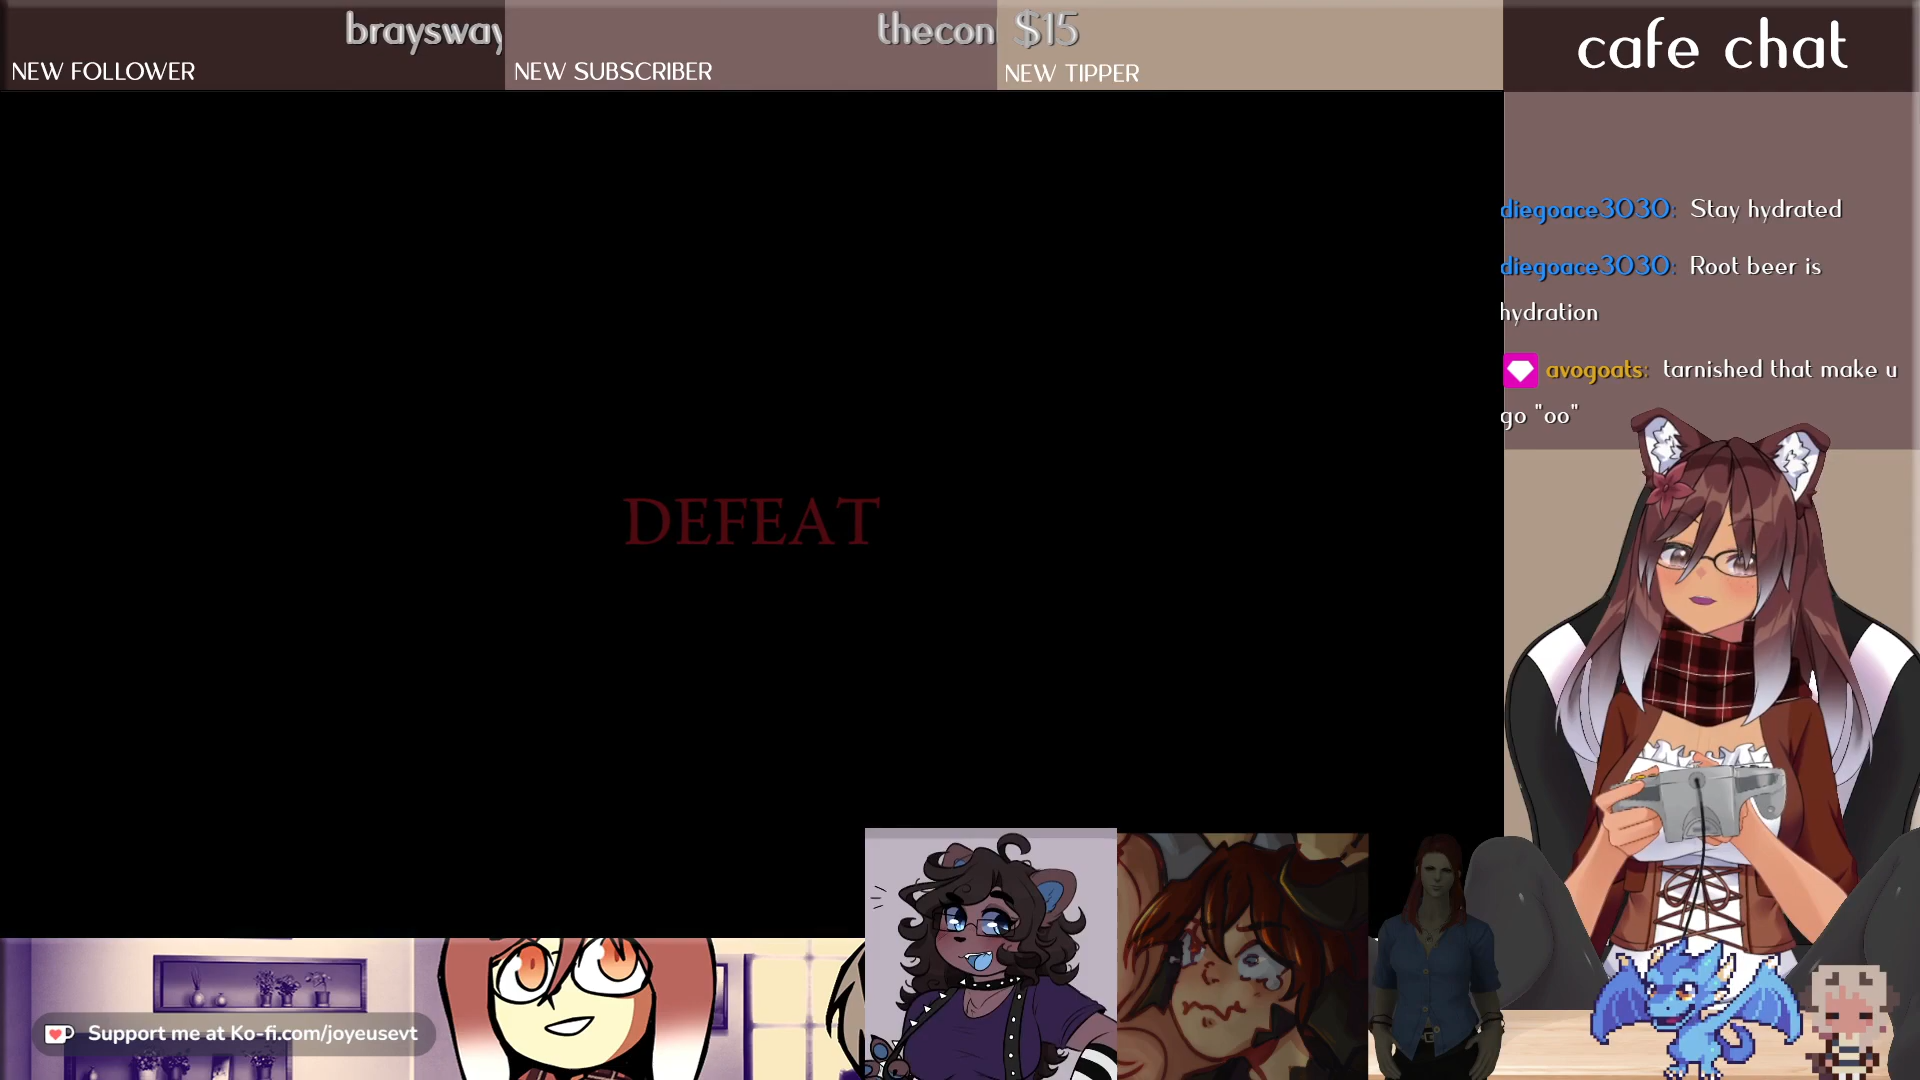 braysway
NEW FOLLOWER
thecon
NEW SUBSCRIBER
$15
NEW TIPPER
cafe chat
diegoace3030: Stay hydrated
diegoace3030: Root beer is
hydration
avogoats: tarnished that make u
go "oo"
DEFEAT
Support me at Ko-fi.com/joyeusevt